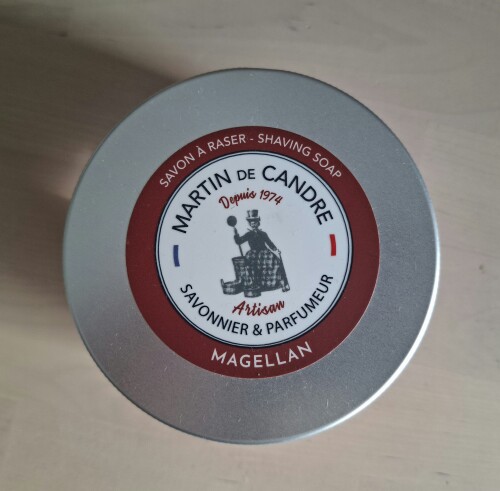 SAVON À RASER - SHAVING SOAP
MARTIN DE CANDRE
Depuis 1974
Artisan
SAVONNIER & PARFUMEUR
MAGELLAN